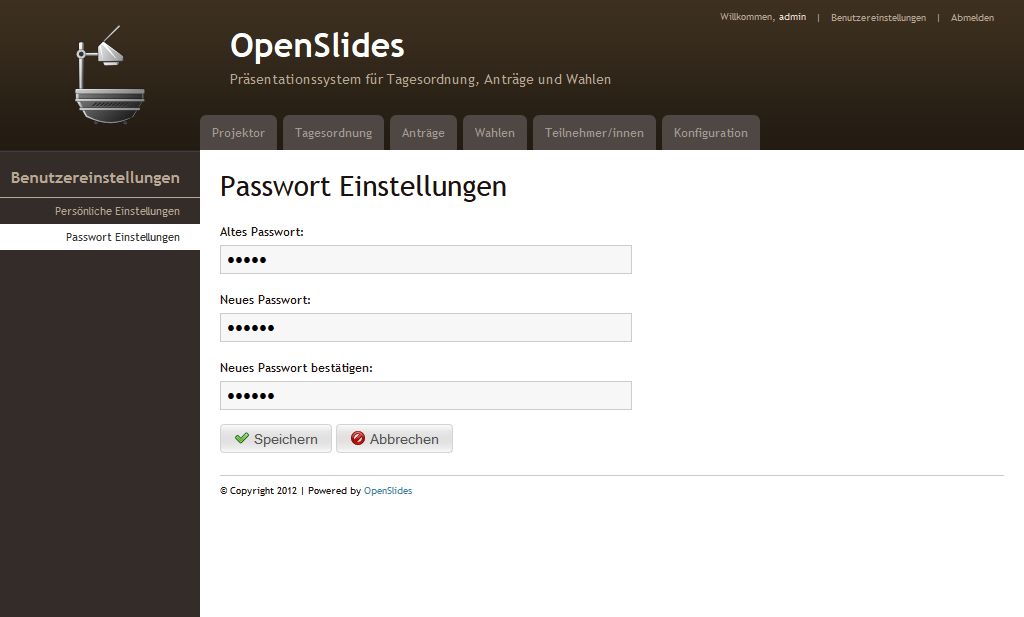 Willkommen, admin | Benutzereinstellungen | Abmelden
OpenSlides
Präsentationssystem für Tagesordnung, Anträge und Wahlen
Projektor Tagesordnung Anträge Wahlen Teilnehmer/innen Konfiguration
Benutzereinstellungen
Persönliche Einstellungen
Passwort Einstellungen
Passwort Einstellungen
Altes Passwort:
●●●●●
Neues Passwort:
●●●●●●
Neues Passwort bestätigen:
●●●●●●
Speichern Abbrechen
© Copyright 2012 | Powered by OpenSlides